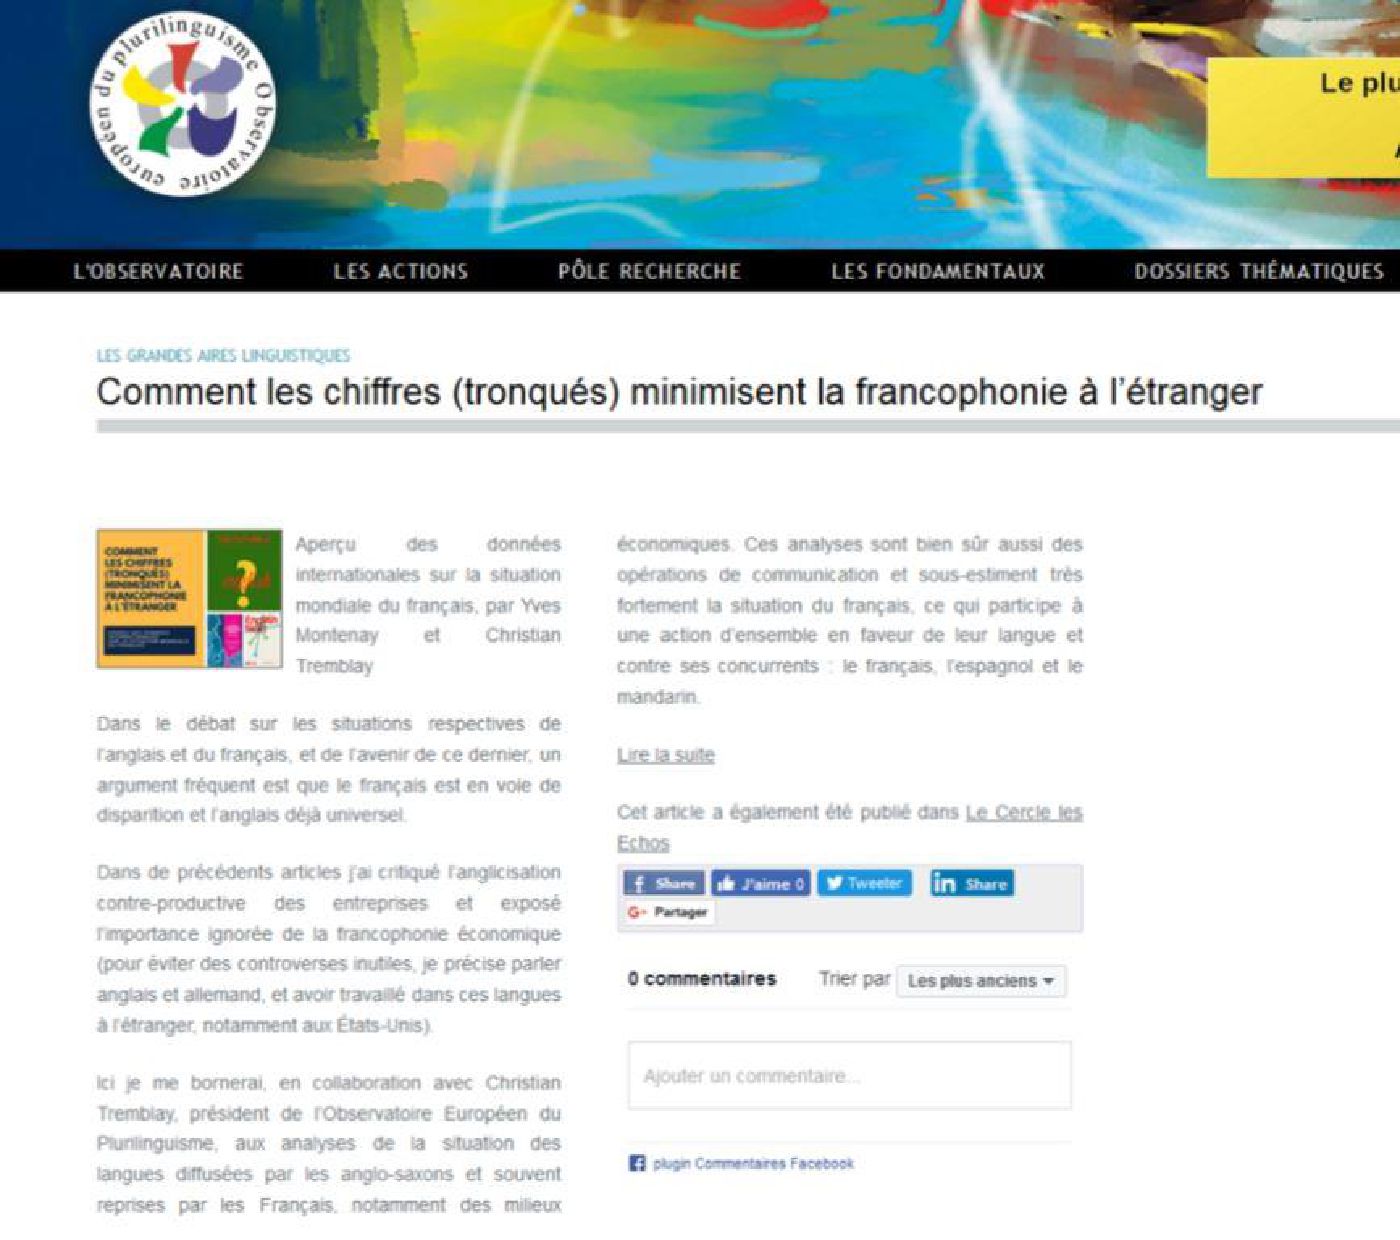 Observatoire européen du plurilinguisme
Le plu
L'OBSERVATOIRE
LES ACTIONS
PÔLE RECHERCHE
LES FONDAMENTAUX
DOSSIERS THÉMATIQUES
LES GRANDES AIRES LINGUISTIQUES
Comment les chiffres (tronqués) minimisent la francophonie à l’étranger
COMMENT
LES CHIFFRES
(TRONQUÉS)
MINIMISENT LA
FRANCOPHONIE
À L'ÉTRANGER
?
Aperçu des données
internationales sur la situation
mondiale du français, par Yves
Montenay et Christian
Tremblay
Dans le débat sur les situations respectives de
l’anglais et du français, et de l’avenir de ce dernier, un
argument fréquent est que le français est en voie de
disparition et l’anglais déjà universel.
Dans de précédents articles j’ai critiqué l’anglicisation
contre-productive des entreprises et exposé
l’importance ignorée de la francophonie économique
(pour éviter des controverses inutiles, je précise parler
anglais et allemand, et avoir travaillé dans ces langues
à l’étranger, notamment aux États-Unis).
Ici je me bornerai, en collaboration avec Christian
Tremblay, président de l’Observatoire Européen du
Plurilinguisme, aux analyses de la situation des
langues diffusées par les anglo-saxons et souvent
reprises par les Français, notamment des milieux
économiques. Ces analyses sont bien sûr aussi des
opérations de communication et sous-estiment très
fortement la situation du français, ce qui participe à
une action d’ensemble en faveur de leur langue et
contre ses concurrents : le français, l’espagnol et le
mandarin.
Lire la suite
Cet article a également été publié dans Le Cercle les
Echos
Share
J'aime 0
Tweeter
Share
G+ Partager
0 commentaires
Trier par
Les plus anciens
Ajouter un commentaire...
plugin Commentaires Facebook